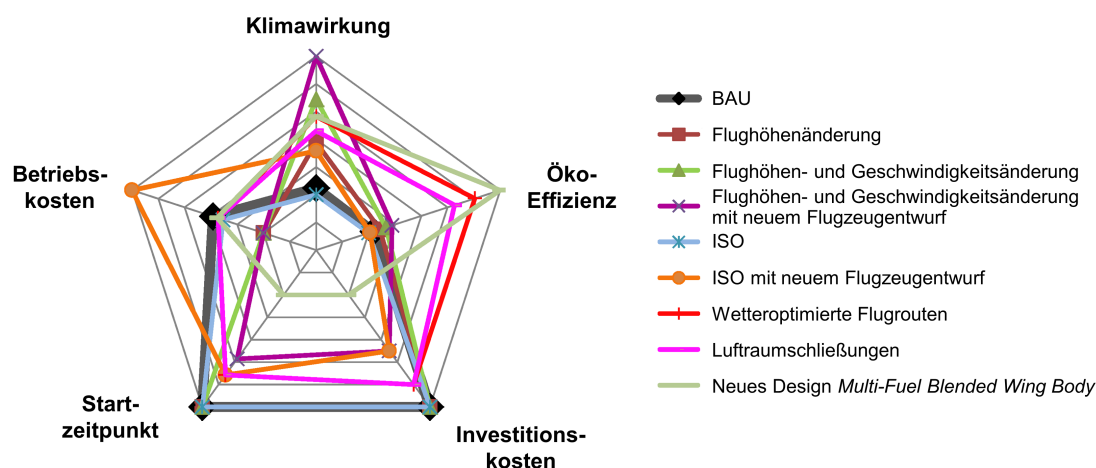 Klimawirkung
Betriebs-
kosten
Öko-
Effizienz
Start-
zeitpunkt
Investitions-
kosten
BAU
Flughöhenänderung
Flughöhen- und Geschwindigkeitsänderung
Flughöhen- und Geschwindigkeitsänderung
mit neuem Flugzeugentwurf
ISO
ISO mit neuem Flugzeugentwurf
Wetteroptimierte Flugrouten
Luftraumschließungen
Neues Design Multi-Fuel Blended Wing Body